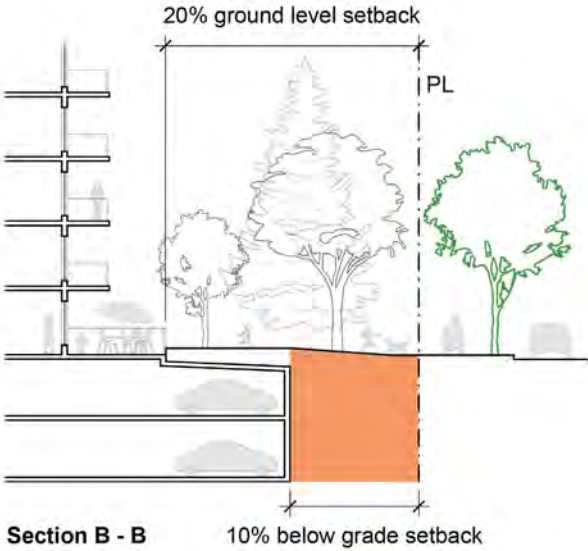 20% ground level setback
PL
Section B - B
10% below grade setback